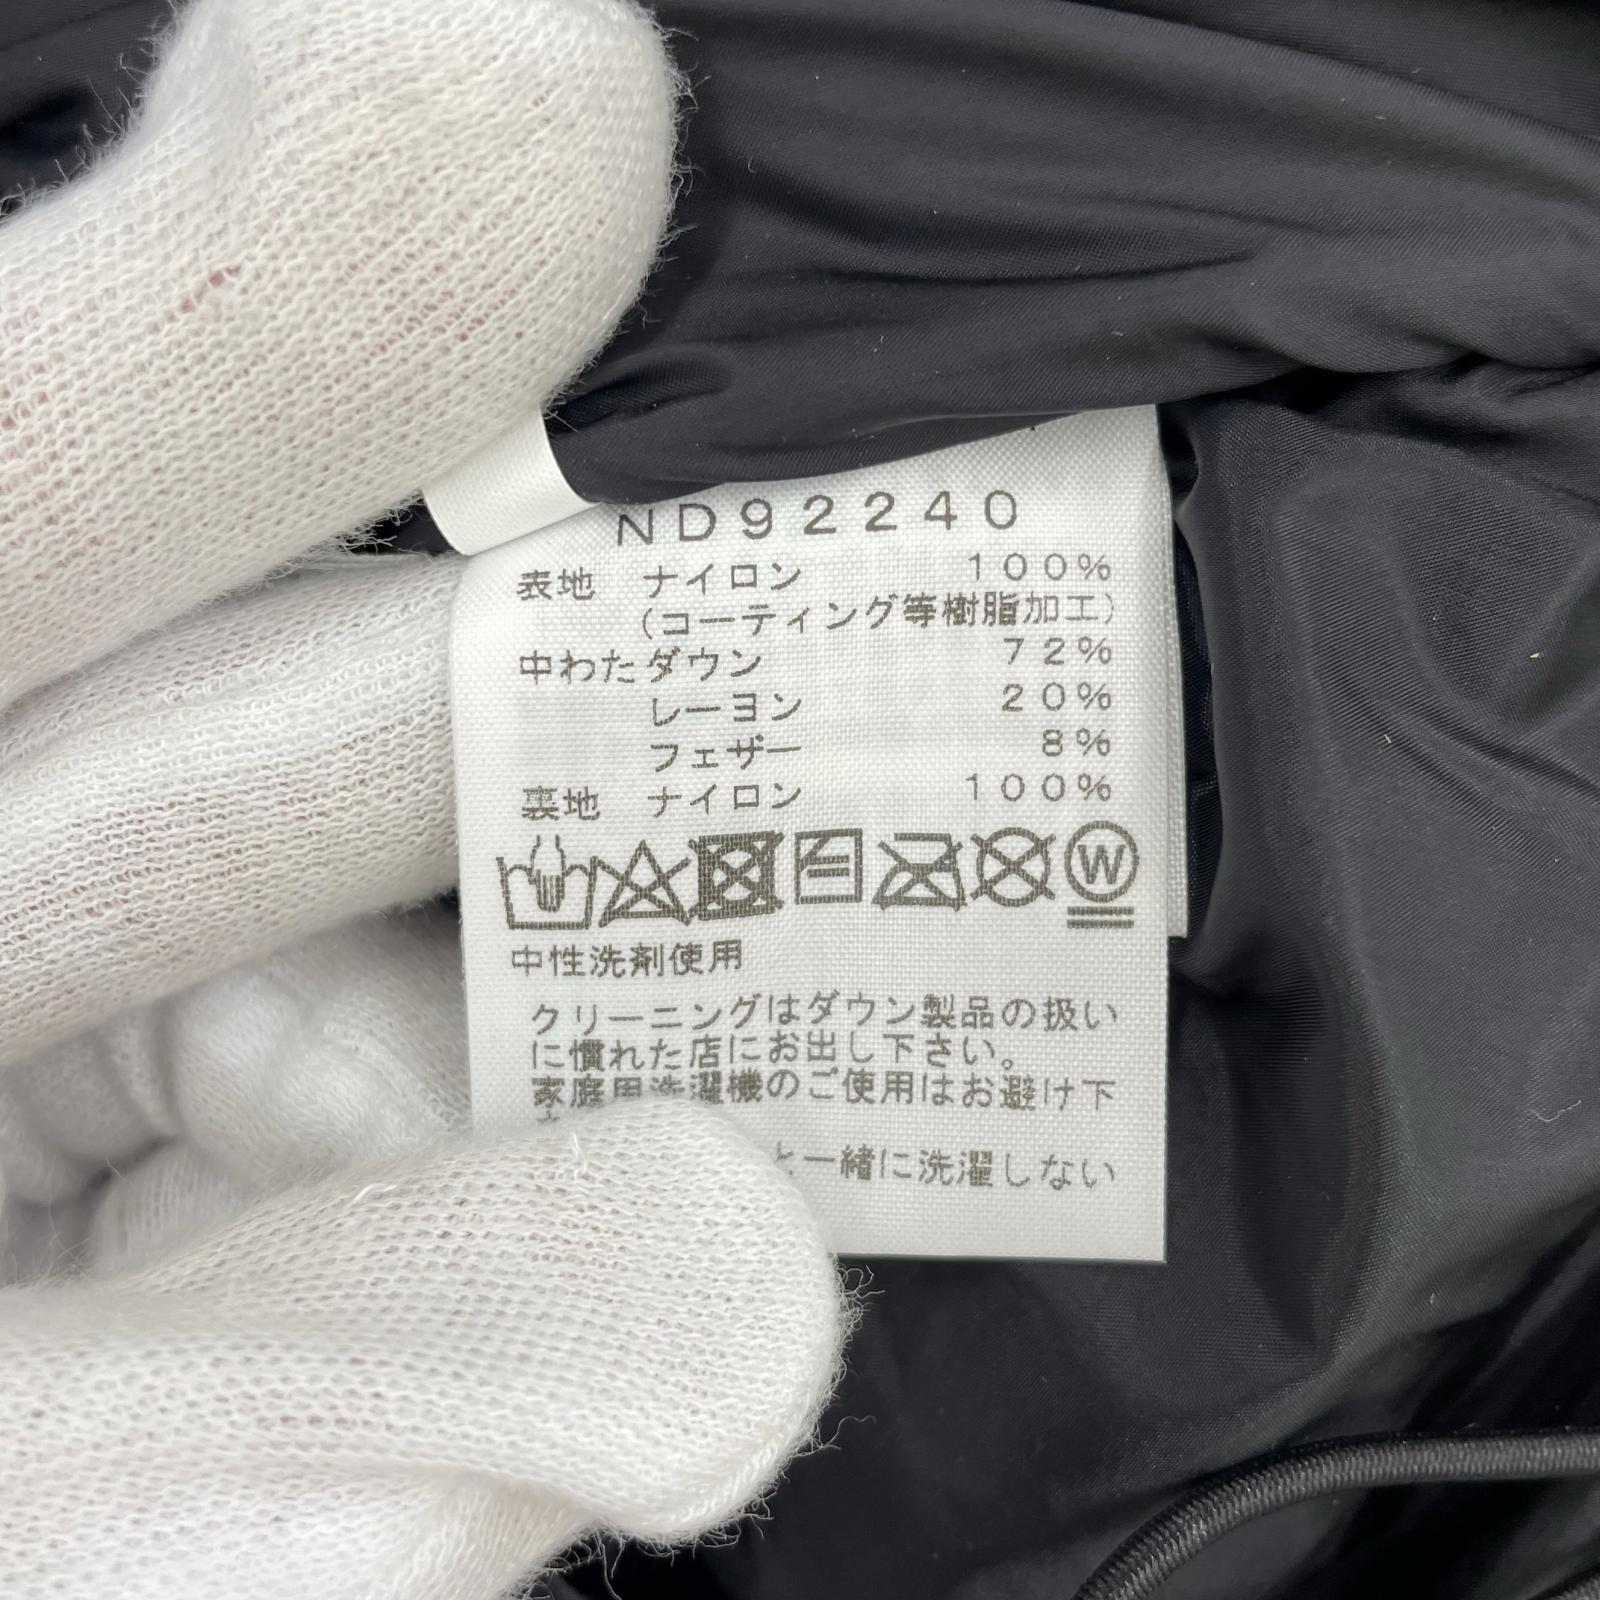 ND92240
表地 ナイロン 100%
(コーティング等樹脂加工)
中わた ダウン 72%
レーヨン 20%
フェザー 8%
裏地 ナイロン 100%
W
中性洗剤使用
クリーニングはダウン製品の扱い
に慣れた店にお出し下さい。
家庭用洗濯機のご使用はお避け下
と一緒に洗濯しない